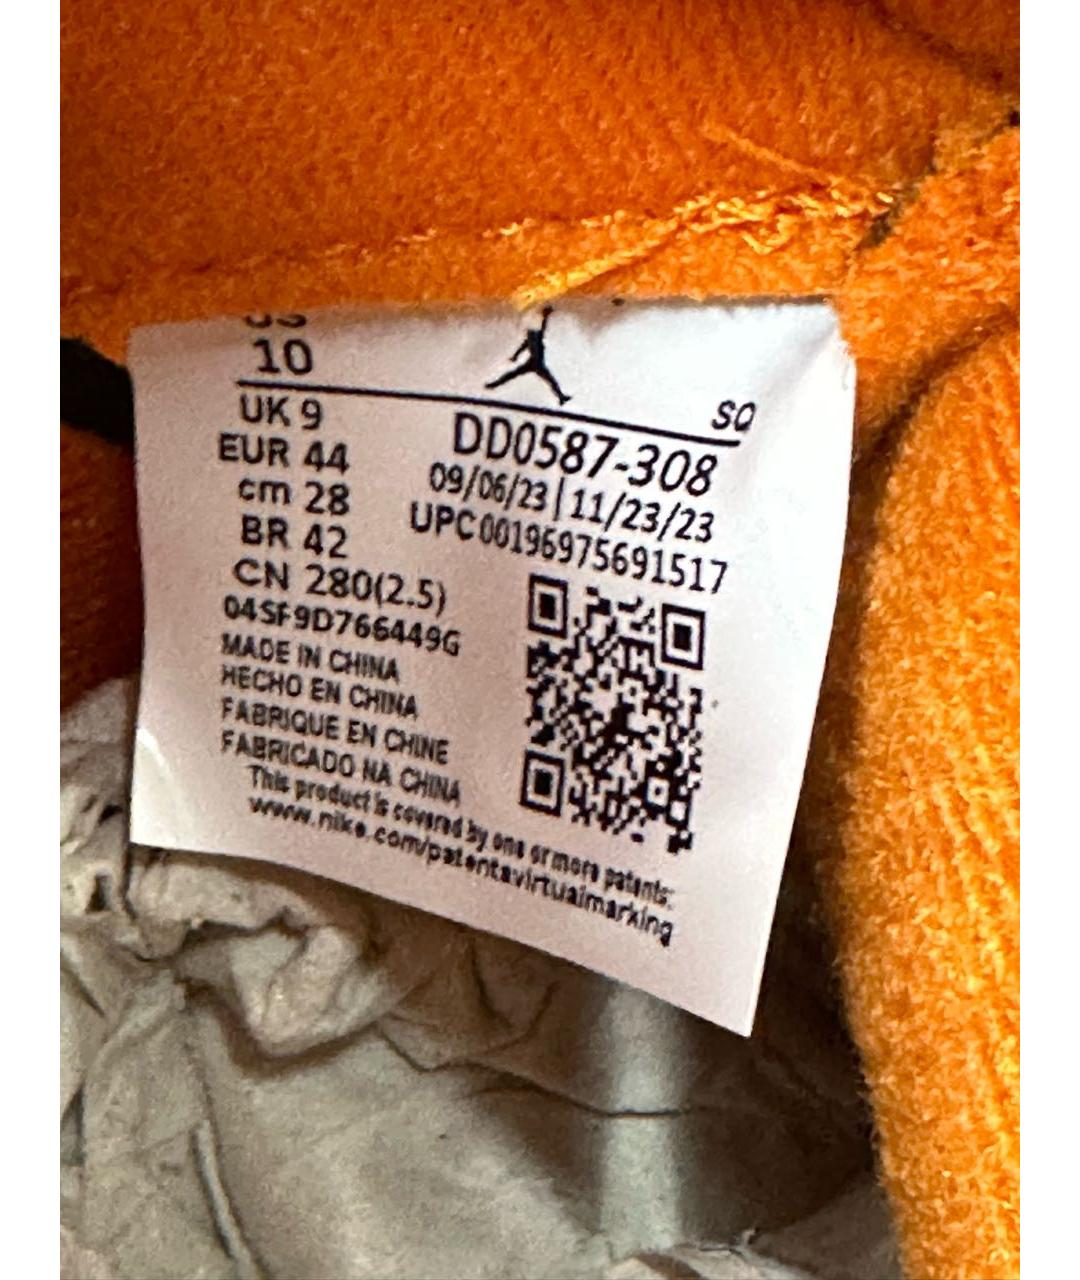 US
10
UK 9
EUR 44
cm 28
BR 42
CN 280(2.5)
04SF9D766449G
MADE IN CHINA
HECHO EN CHINA
FABRIQUE EN CHINE
FABRICADO NA CHINA
SQ
DD0587-308
09/06/23 | 11/23/23
UPC 00196975691517
This product is covered by one or more patents:
www.nike.com/patentsvirtualmarking